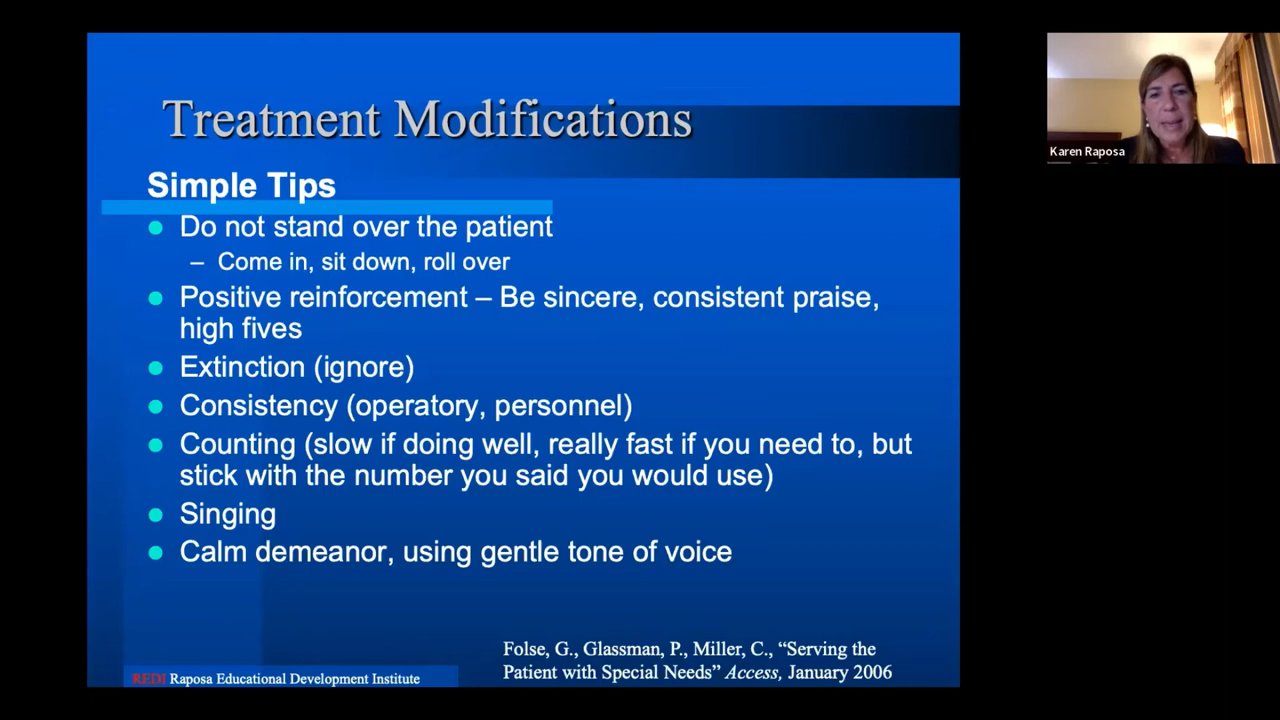 Treatment Modifications
Simple Tips
Do not stand over the patient
– Come in, sit down, roll over
Positive reinforcement – Be sincere, consistent praise,
high fives
Extinction (ignore)
Consistency (operatory, personnel)
Counting (slow if doing well, really fast if you need to, but
stick with the number you said you would use)
Singing
Calm demeanor, using gentle tone of voice
Folse, G., Glassman, P., Miller, C., “Serving the
Patient with Special Needs” Access, January 2006
REDI Raposa Educational Development Institute
Karen Raposa